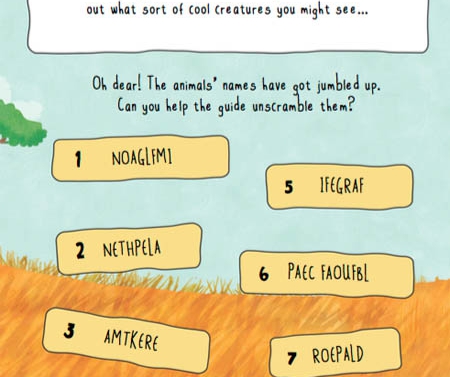 out what sort of cool creatures you might see...
Oh dear! The animals' names have got jumbled up.
Can you help the guide unscramble them?
1 NOAGLFMI
2 NETHPELA
3 AMTKERE
5 IFEGRAF
6 PAEC FAOUFBL
7 ROEPALD